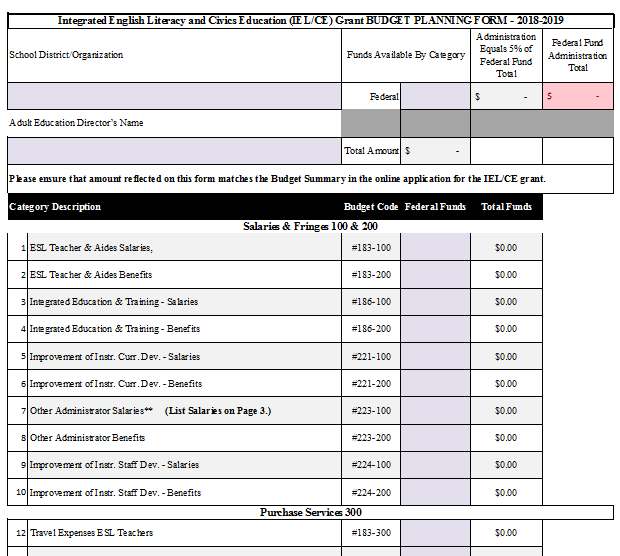 Integrated English Literacy and Civics Education (IEL/CE) Grant BUDGET PLANNING FORM - 2018-2019
School District/Organization
Funds Available By Category
Administration
Equals 5% of
Federal Fund
Total
Federal Fund
Administration
Total
Federal $ - $ -
Adult Education Director's Name
Total Amount $ -
Please ensure that amount reflected on this form matches the Budget Summary in the online application for the IEL/CE grant.
Category Description Budget Code Federal Funds Total Funds
Salaries & Fringes 100 & 200
1 ESL Teacher & Aides Salaries, #183-100 $0.00
2 ESL Teacher & Aides Benefits #183-200 $0.00
3 Integrated Education & Training - Salaries #186-100 $0.00
4 Integrated Education & Training - Benefits #186-200 $0.00
5 Improvement of Instr. Curr. Dev. - Salaries #221-100 $0.00
6 Improvement of Instr. Curr. Dev. - Benefits #221-200 $0.00
7 Other Administrator Salaries** (List Salaries on Page 3.) #223-100 $0.00
8 Other Administrator Benefits #223-200 $0.00
9 Improvement of Instr. Staff Dev. - Salaries #224-100 $0.00
10 Improvement of Instr. Staff Dev. - Benefits #224-200 $0.00
Purchase Services 300
12 Travel Expenses ESL Teachers #183-300 $0.00